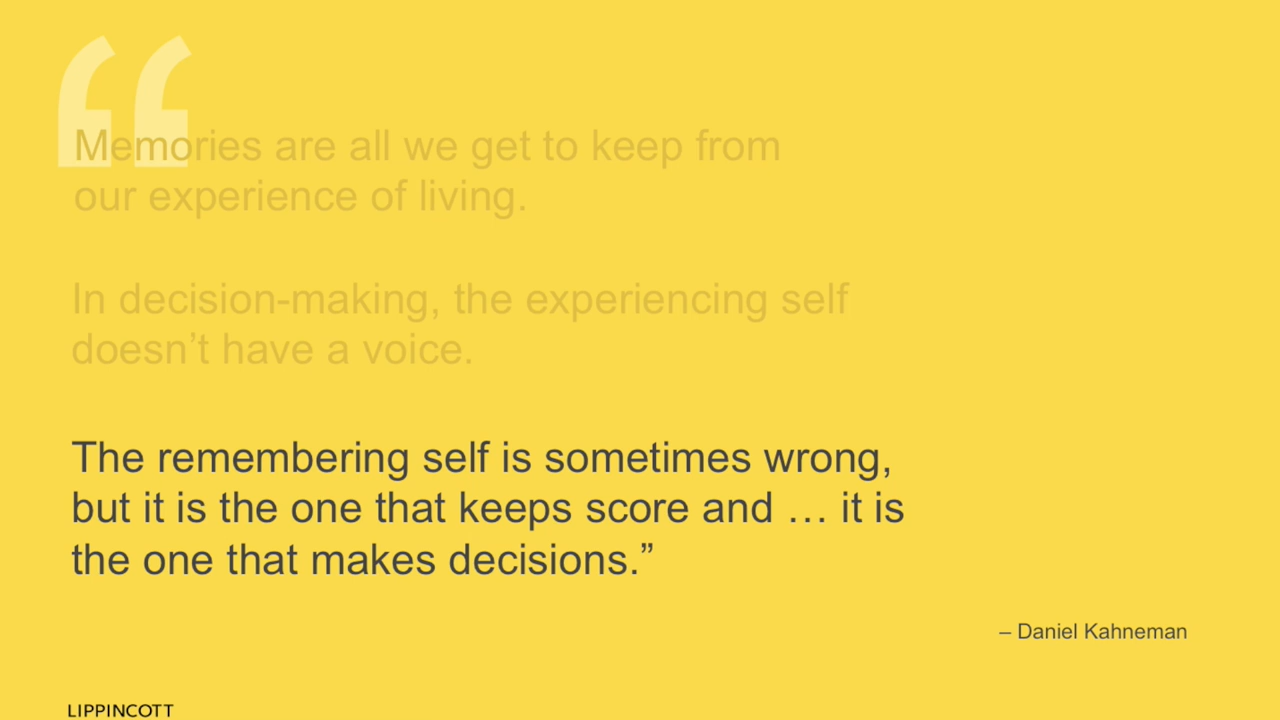 “
Memories are all we get to keep from
our experience of living.
In decision-making, the experiencing self
doesn’t have a voice.
The remembering self is sometimes wrong,
but it is the one that keeps score and … it is
the one that makes decisions.”
– Daniel Kahneman
LIPPINCOTT